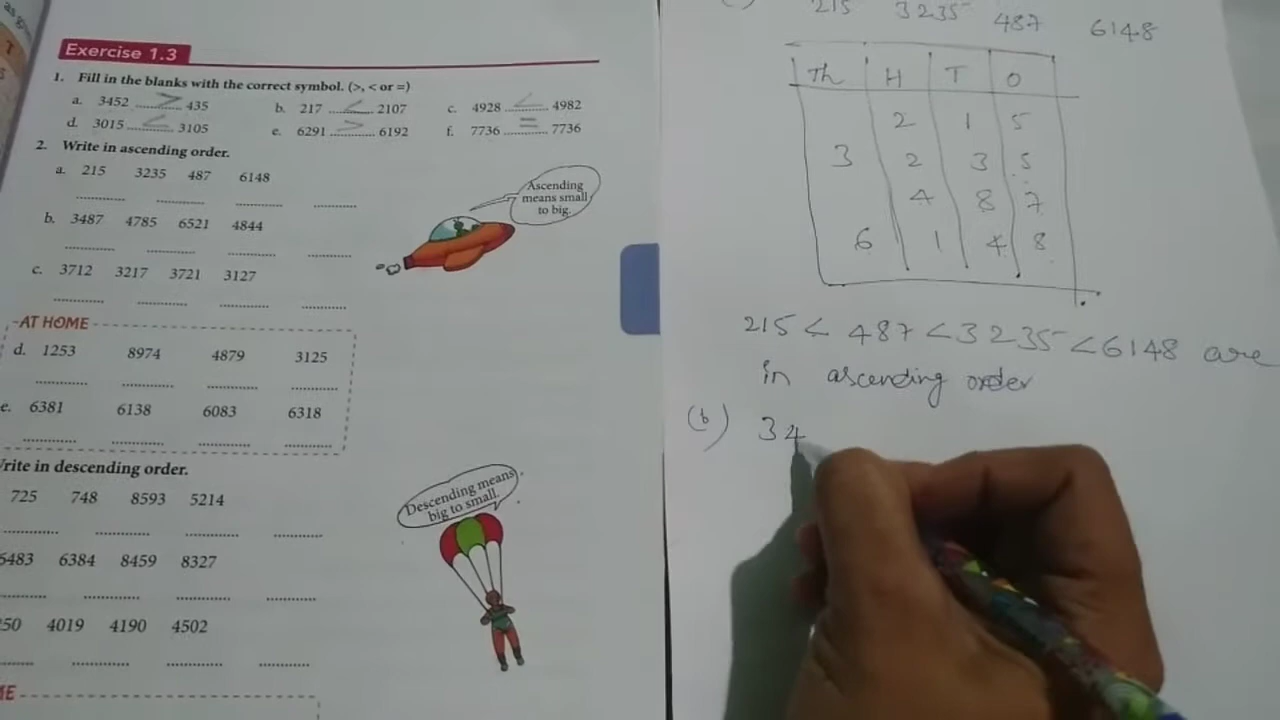 Exercise 1.3
1. Fill in the blanks with the correct symbol. (>, < or =)
a. 3452 > 435 b. 217 < 2107 c. 4928 < 4982
d. 3015 < 3105 e. 6291 > 6192 f. 7736 = 7736
2. Write in ascending order.
a. 215 3235 487 6148
b. 3487 4785 6521 4844
c. 3712 3217 3721 3127
Ascending
means small
to big.
AT HOME
d. 1253 8974 4879 3125
e. 6381 6138 6083 6318
rite in descending order.
725 748 8593 5214
6483 6384 8459 8327
50 4019 4190 4502
Descending means
big to small.
215 3235 487 6148
Th H T O
2 1 5
3 2 3 5
4 8 7
6 1 4 8
215 < 487 < 3235 < 6148 are
in ascending order
(b) 34